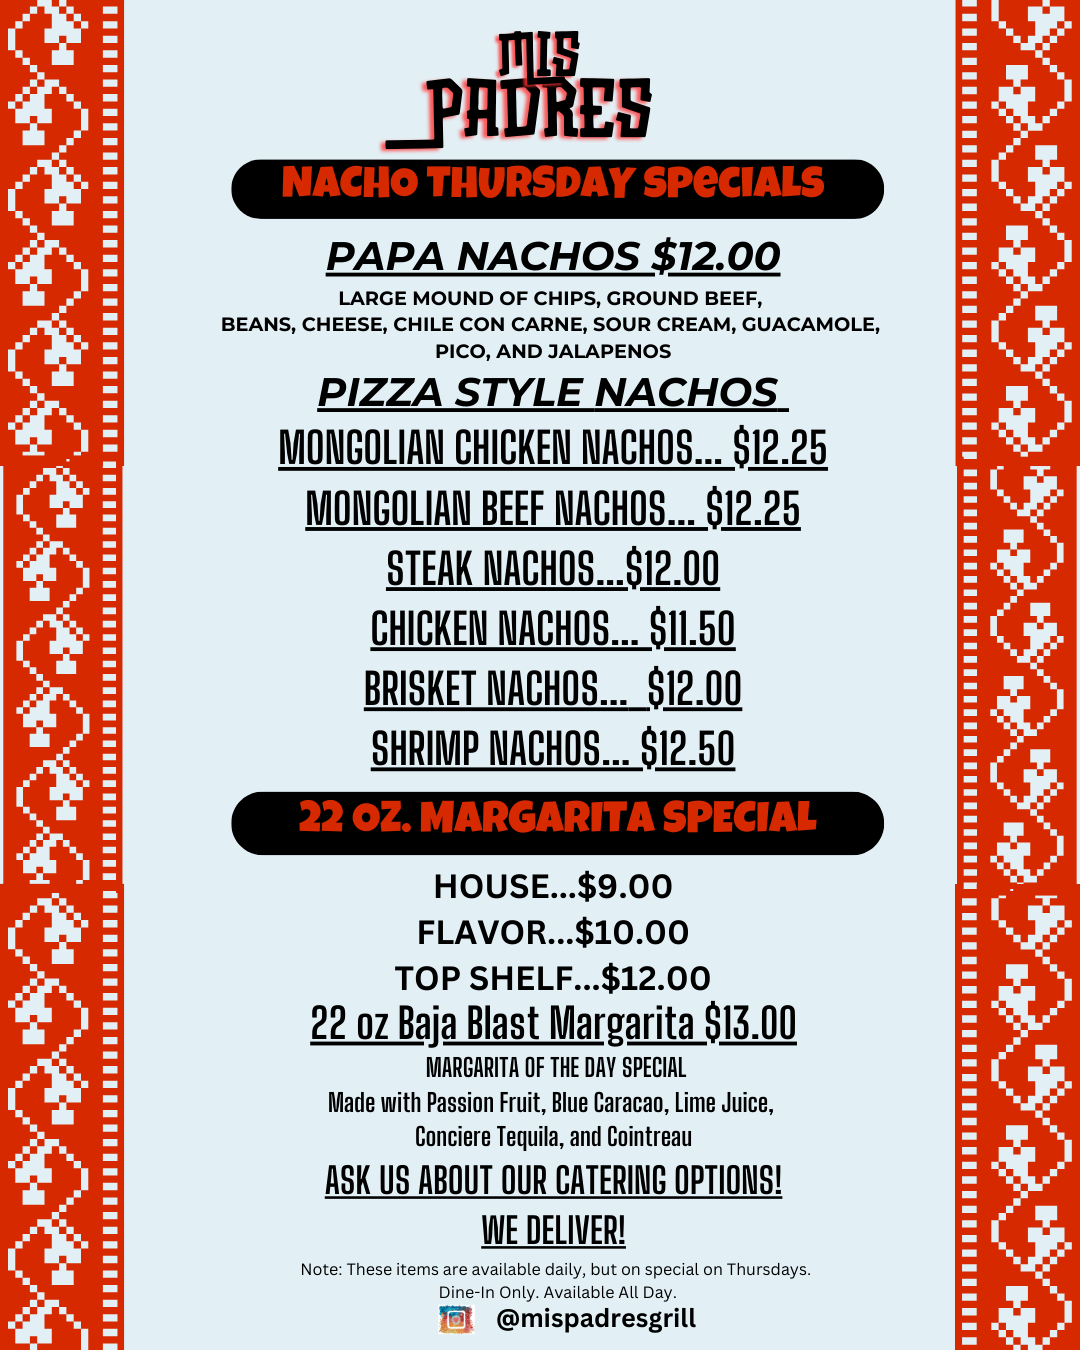 MIS
PADRES
NACHO THURSDAY SPeCIALS
PAPA NACHOS $12.00
LARGE MOUND OF CHIPS, GROUND BEEF,
BEANS, CHEESE, CHILE CON CARNE, SOUR CREAM, GUACAMOLE,
PICO, AND JALAPENOS
PIZZA STYLE NACHOS
MONGOLIAN CHICKEN NACHOS... $12.25
MONGOLIAN BEEF NACHOS... $12.25
STEAK NACHOS...$12.00
CHICKEN NACHOS... $11.50
BRISKET NACHOS... $12.00
SHRIMP NACHOS... $12.50
22 OZ. MARGARITA SPECIAL
HOUSE...$9.00
FLAVOR...$10.00
TOP SHELF...$12.00
22 oz Baja Blast Margarita $13.00
MARGARITA OF THE DAY SPECIAL
Made with Passion Fruit, Blue Caracao, Lime Juice,
Conciere Tequila, and Cointreau
ASK US ABOUT OUR CATERING OPTIONS!
WE DELIVER!
Note: These items are available daily, but on special on Thursdays.
Dine-In Only. Available All Day.
@mispadresgrill